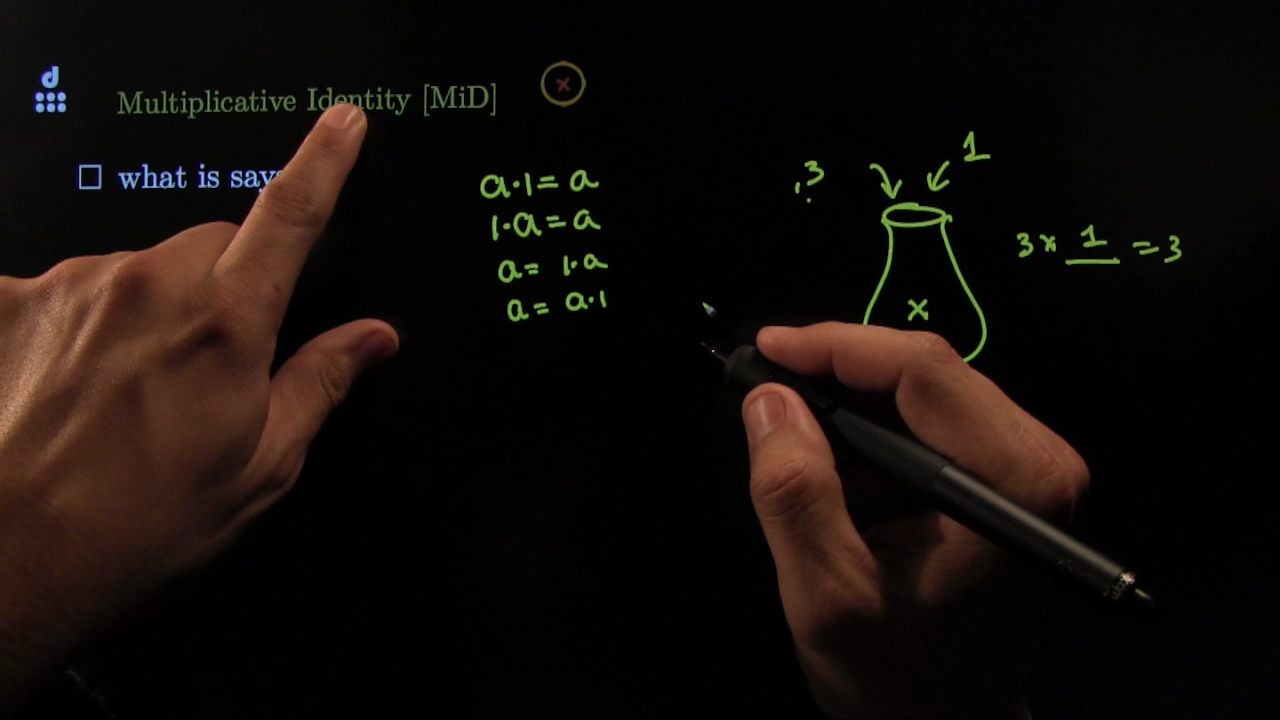 d
Multiplicative Identity [MiD]
×
what is say
a·1=a
1·a=a
a= 1·a
a= a·1
3
1
3 × 1 = 3
x